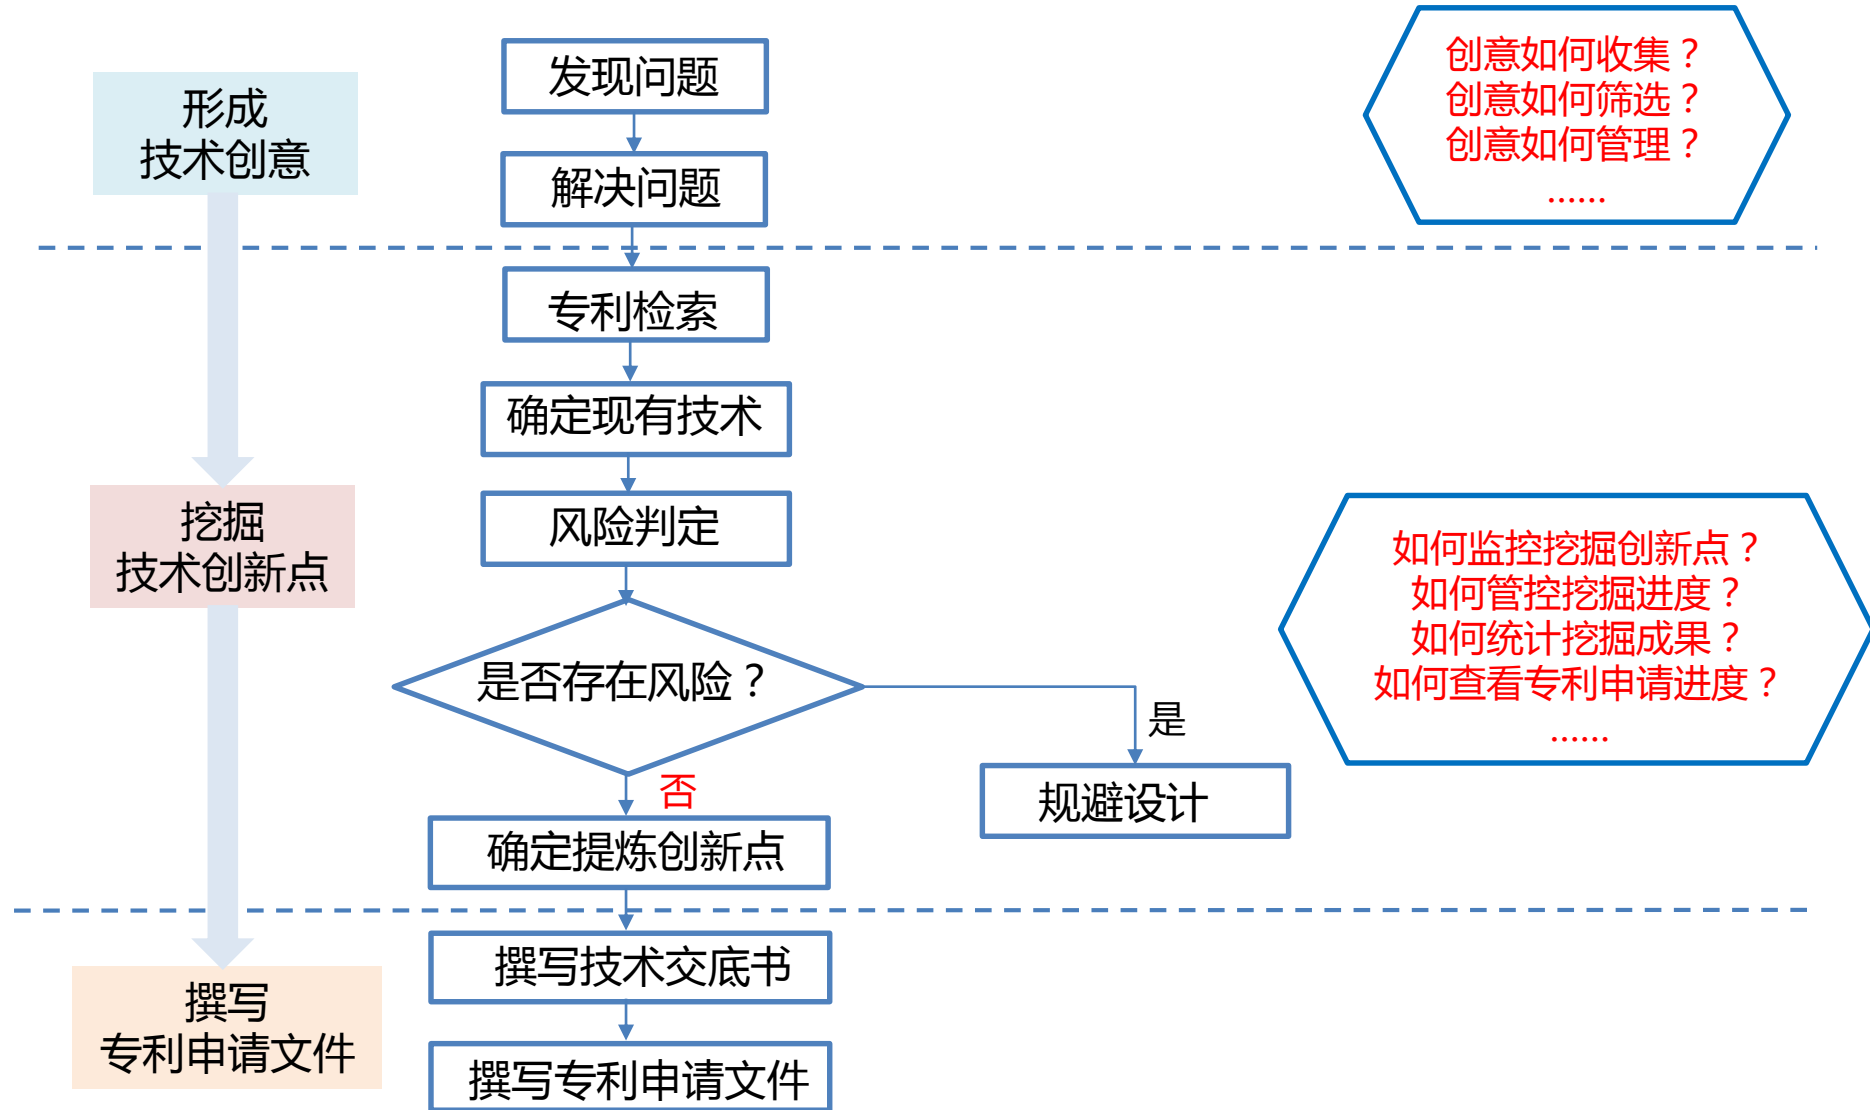 形成
技术创意
发现问题
解决问题
创意如何收集？
创意如何筛选？
创意如何管理？
……
专利检索
确定现有技术
挖掘
技术创新点
风险判定
是否存在风险？
如何监控挖掘创新点？
如何管控挖掘进度？
如何统计挖掘成果？
如何查看专利申请进度？
……
是
否
规避设计
确定提炼创新点
撰写
专利申请文件
撰写技术交底书
撰写专利申请文件